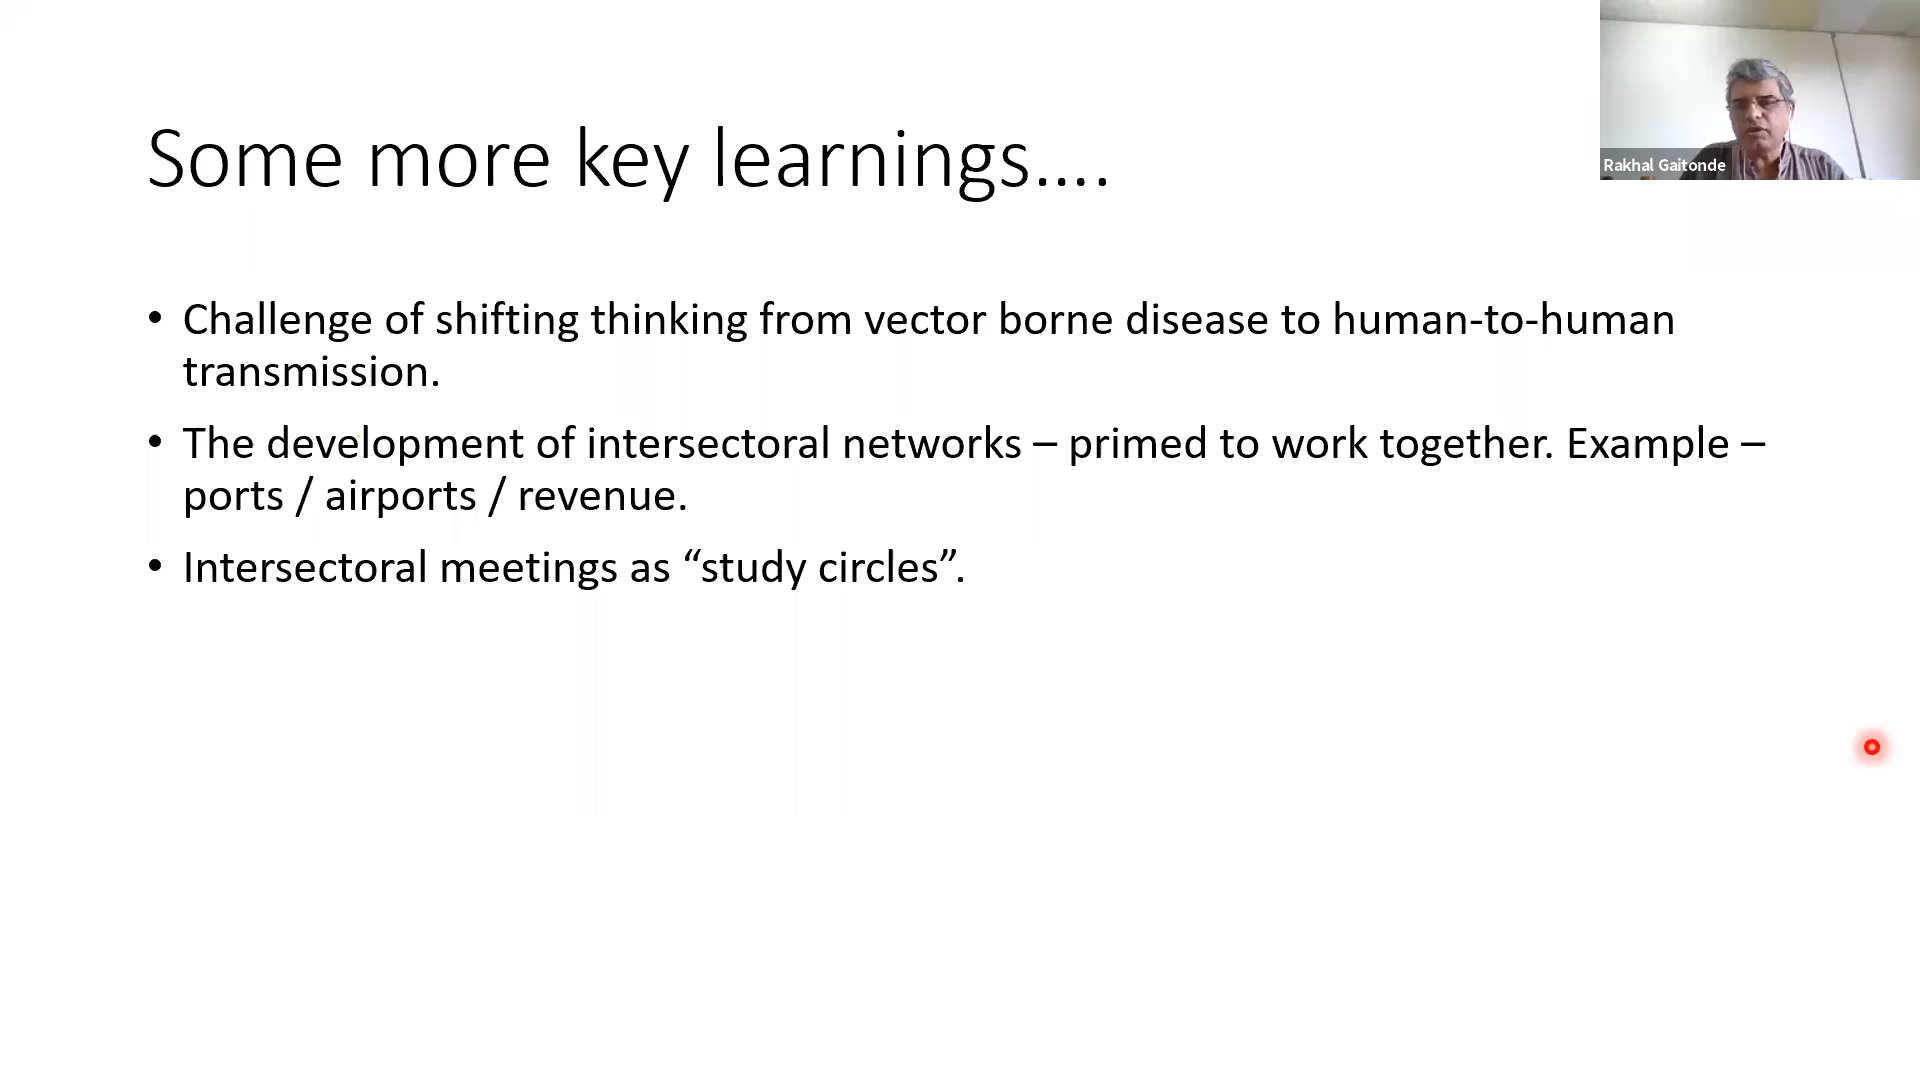 Some more key learnings....
Rakhal Gaitonde
• Challenge of shifting thinking from vector borne disease to human-to-human
transmission.
• The development of intersectoral networks – primed to work together. Example –
ports / airports / revenue.
• Intersectoral meetings as “study circles”.